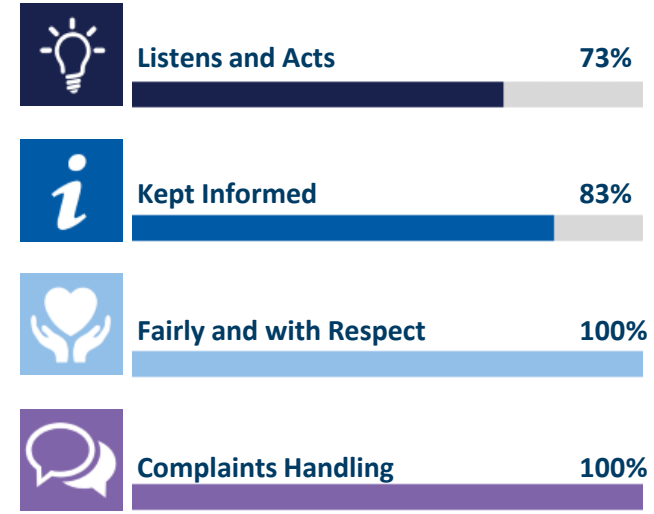 Listens and Acts 73%
Kept Informed 83%
Fairly and with Respect 100%
Complaints Handling 100%